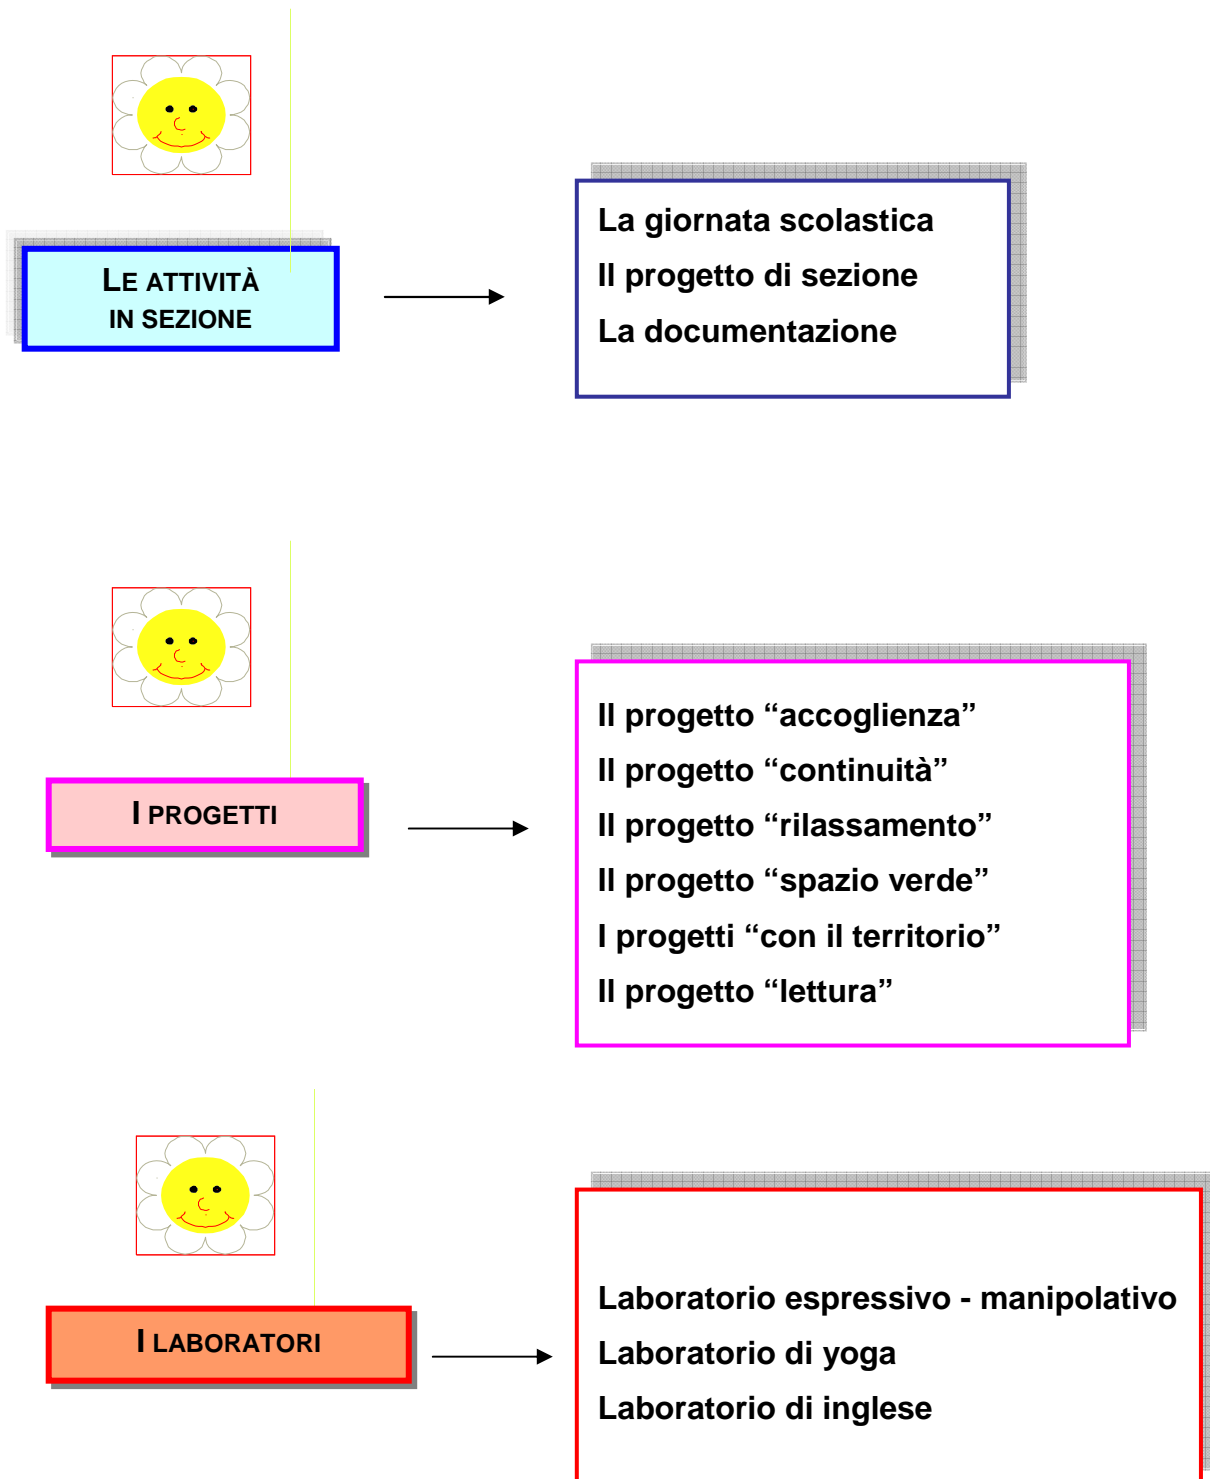 LE ATTIVITÀ
IN SEZIONE
La giornata scolastica
Il progetto di sezione
La documentazione
I PROGETTI
Il progetto “accoglienza”
Il progetto “continuità”
Il progetto “rilassamento”
Il progetto “spazio verde”
I progetti “con il territorio”
Il progetto “lettura”
I LABORATORI
Laboratorio espressivo - manipolativo
Laboratorio di yoga
Laboratorio di inglese